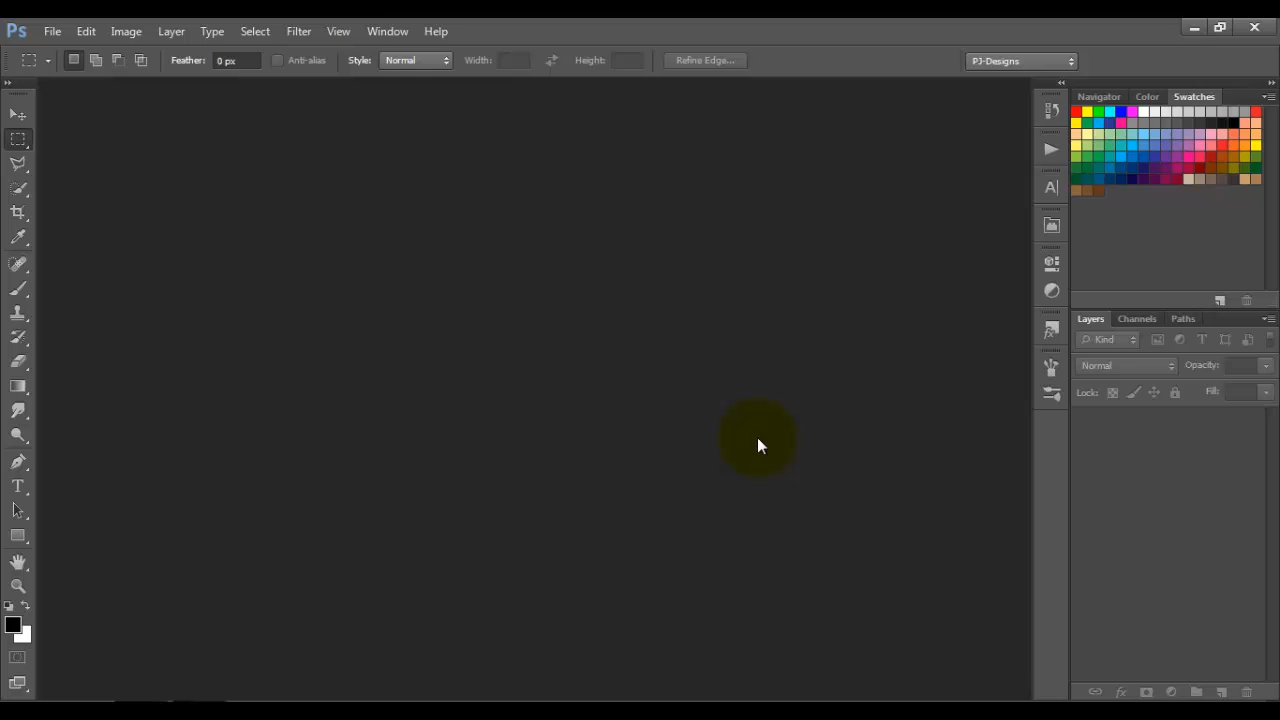 Ps File Edit Image Layer Type Select Filter View Window Help
Feather: 0 px Anti-alias Style: Normal Width: Height: Refine Edge... PJ-Designs
Navigator Color Swatches
Layers Channels Paths
Kind
Normal Opacity:
Lock: Fill: